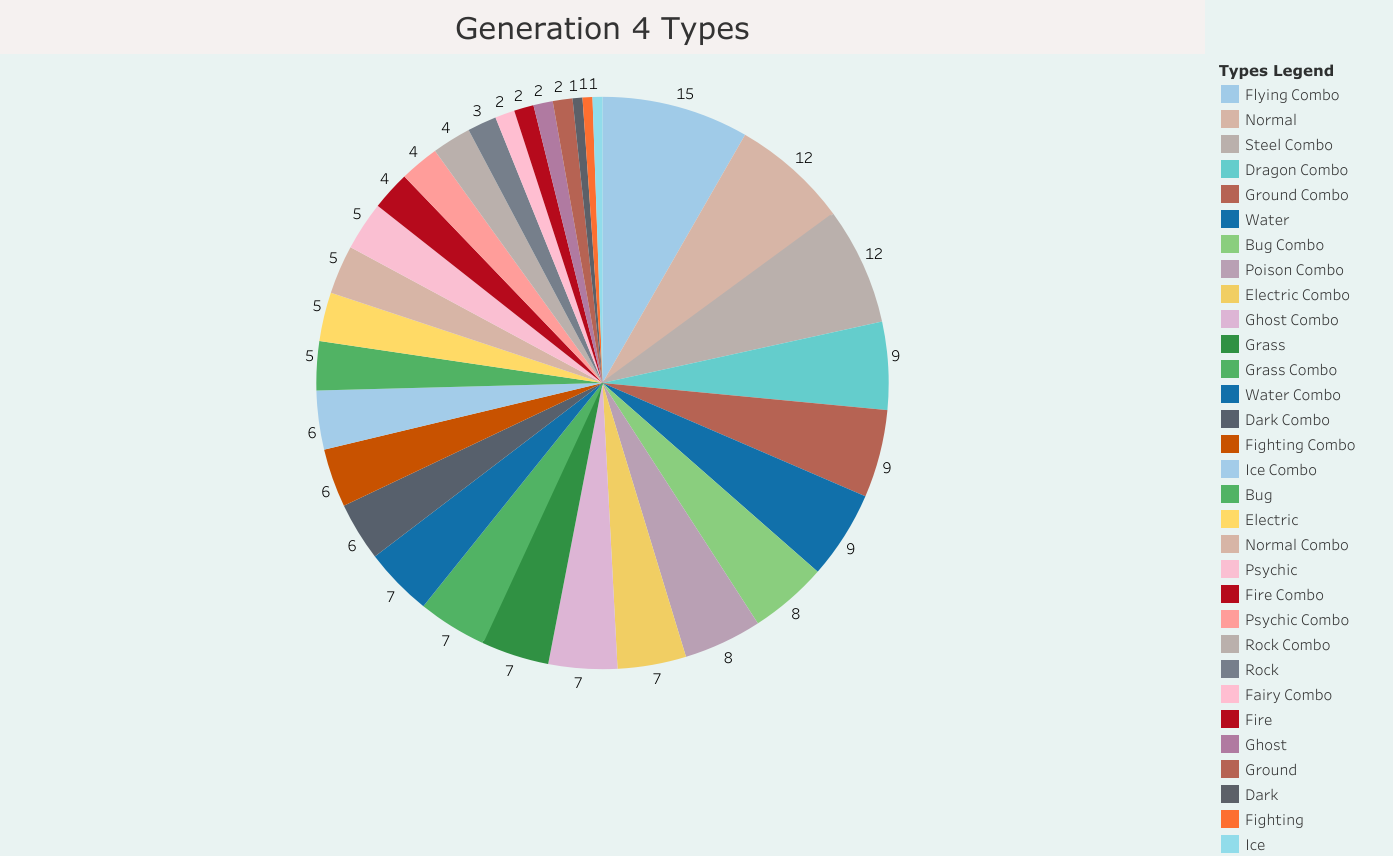 Generation 4 Types
15
12
12
9
9
9
8
8
7
7
7
7
7
6
6
6
5
5
5
5
4
4
4
3
2
2
2
2
1
1
1
Types Legend
Flying Combo
Normal
Steel Combo
Dragon Combo
Ground Combo
Water
Bug Combo
Poison Combo
Electric Combo
Ghost Combo
Grass
Grass Combo
Water Combo
Dark Combo
Fighting Combo
Ice Combo
Bug
Electric
Normal Combo
Psychic
Fire Combo
Psychic Combo
Rock Combo
Rock
Fairy Combo
Fire
Ghost
Ground
Dark
Fighting
Ice